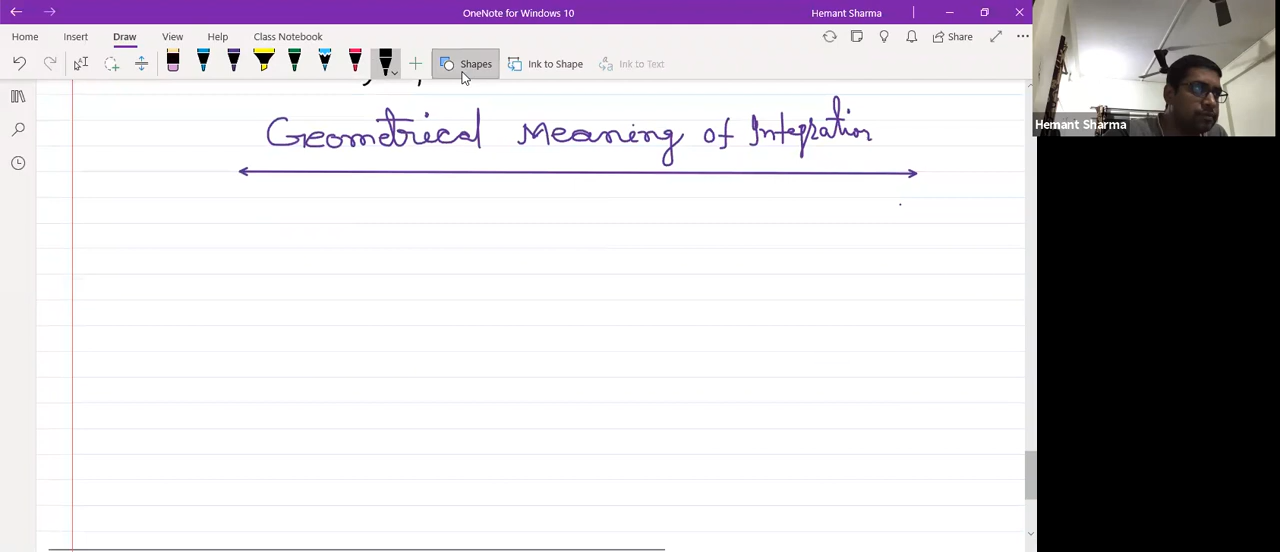 OneNote for Windows 10
Hemant Sharma
Home Insert Draw View Help Class Notebook
Share
Shapes Ink to Shape Ink to Text
Hemant Sharma
Geometrical Meaning of Integration